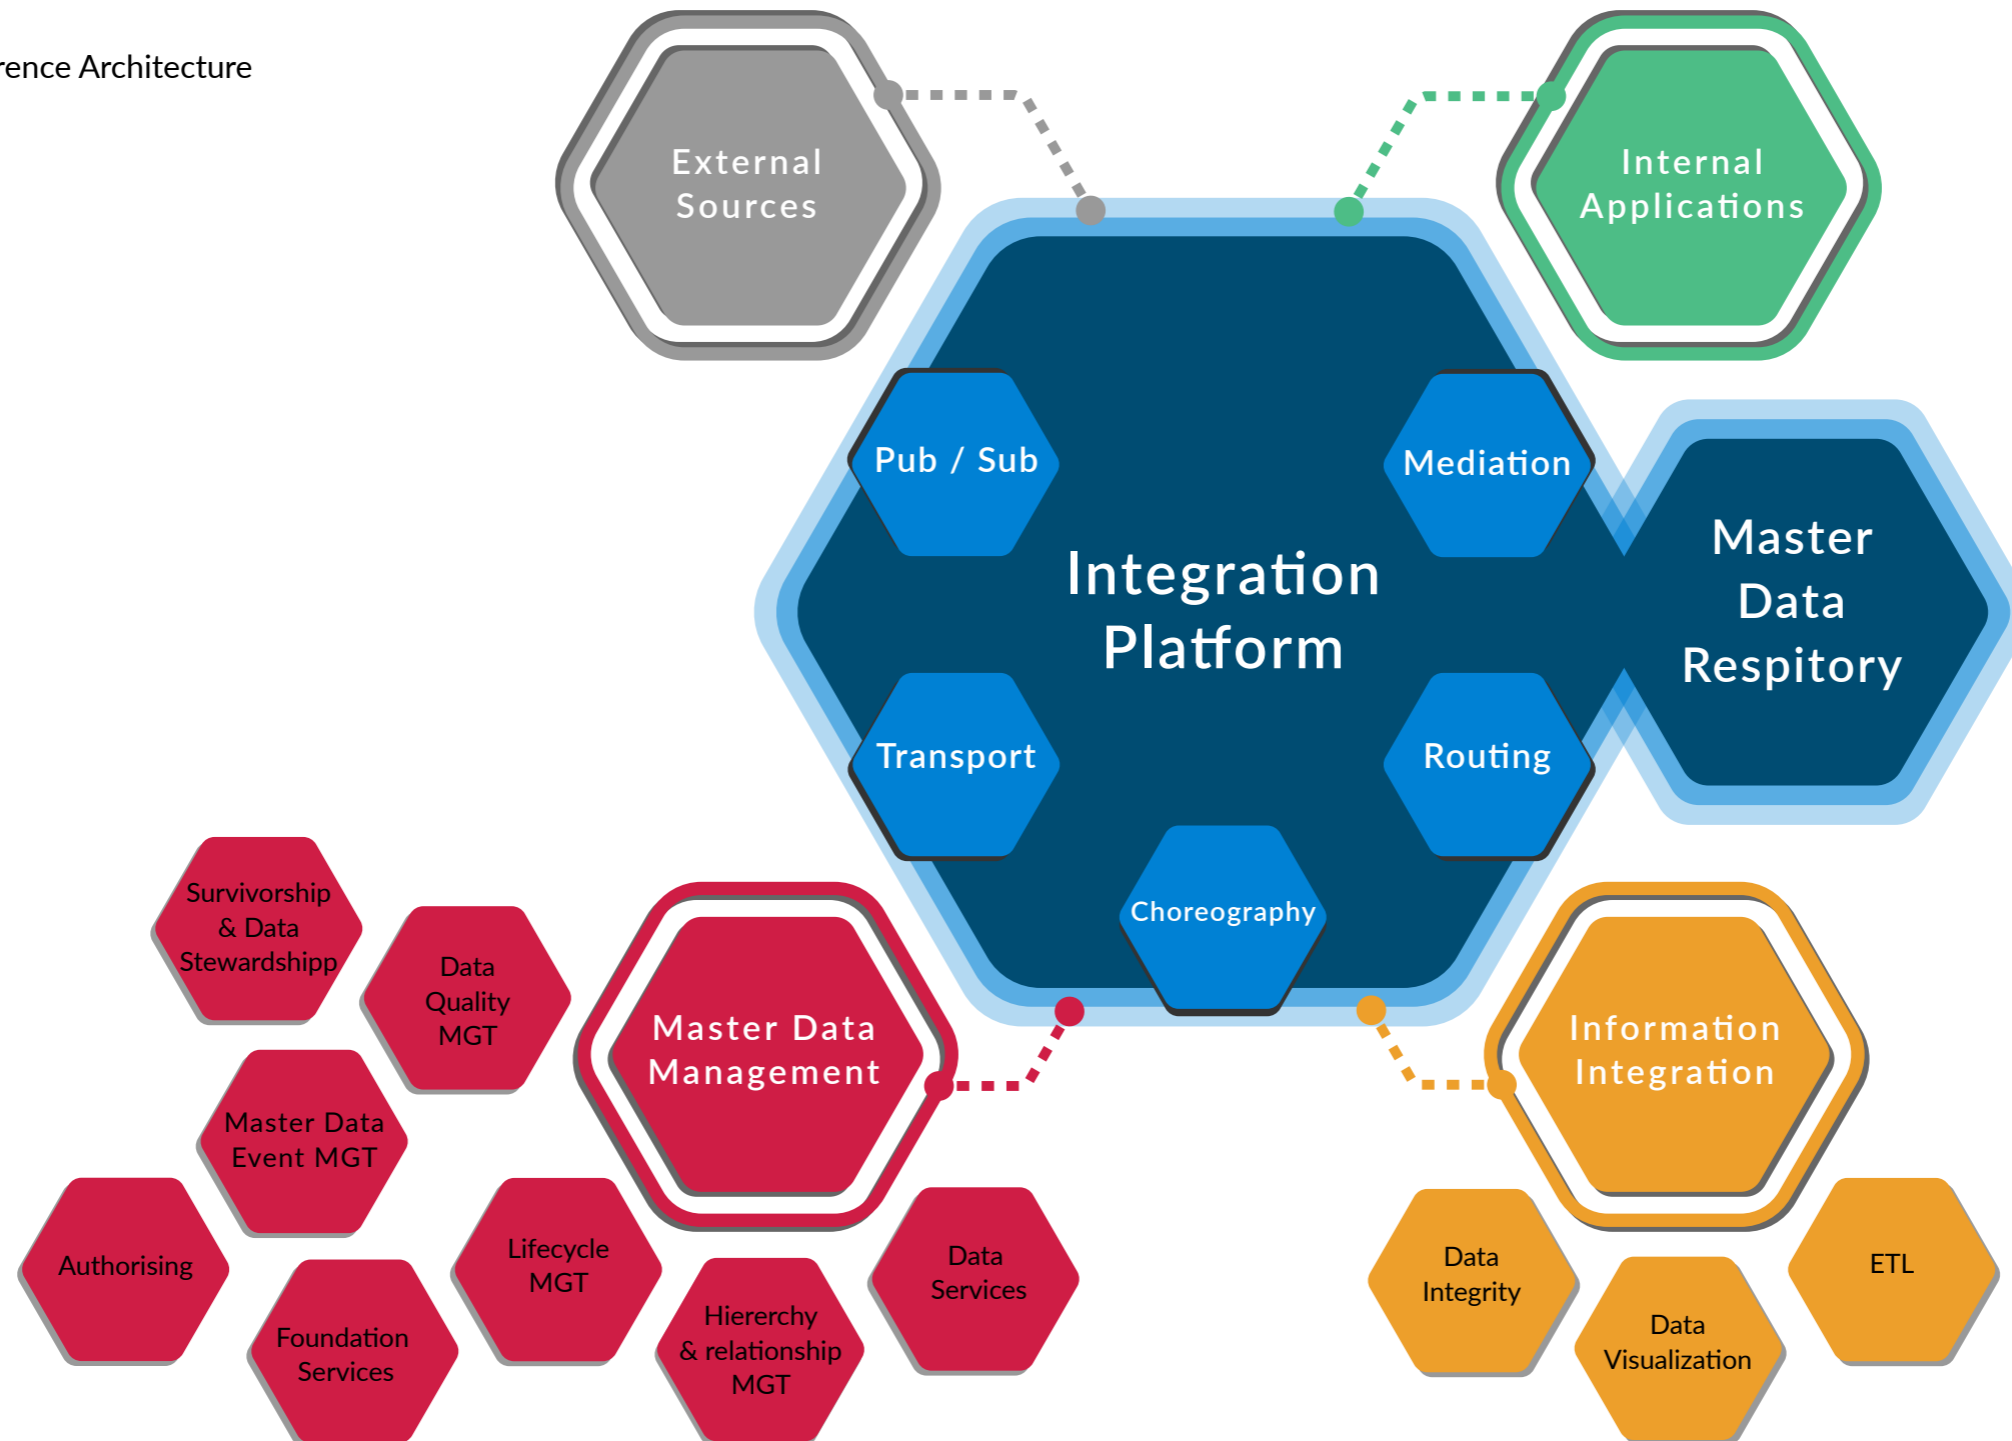 rence Architecture
External
Sources
Internal
Applications
Pub / Sub
Mediation
Integration
Platform
Master
Data
Respitory
Transport
Routing
Choreography
Survivorship
& Data
Stewardshipp
Data
Quality
MGT
Master Data
Management
Information
Integration
Master Data
Event MGT
Authorising
Lifecycle
MGT
Data
Services
Foundation
Services
Hiererchy
& relationship
MGT
Data
Integrity
Data
Visualization
ETL